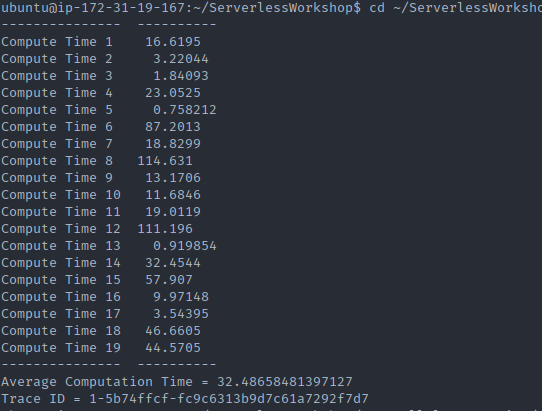 ubuntu@ip-172-31-19-167:~/ServerlessWorkshop$ cd ~/ServerlessWorksho
---------------  ----------
Compute Time 1    16.6195
Compute Time 2     3.22044
Compute Time 3     1.84093
Compute Time 4    23.0525
Compute Time 5     0.758212
Compute Time 6    87.2013
Compute Time 7    18.8299
Compute Time 8   114.631
Compute Time 9    13.1706
Compute Time 10   11.6846
Compute Time 11   19.0119
Compute Time 12  111.196
Compute Time 13    0.919854
Compute Time 14   32.4544
Compute Time 15   57.907
Compute Time 16    9.97148
Compute Time 17    3.54395
Compute Time 18   46.6605
Compute Time 19   44.5705
---------------  ----------
Average Computation Time = 32.48658481397127
Trace ID = 1-5b74ffcf-fc9c6313b9d7c61a7292f7d7